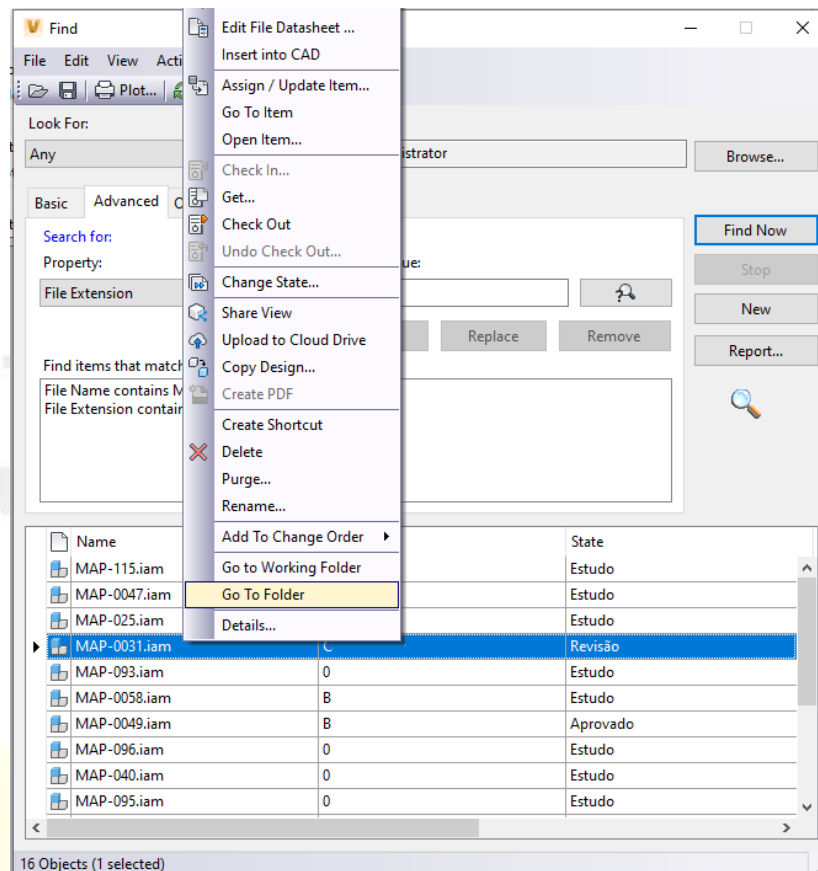 Find
File Edit View Acti
Plot...
Look For:
Any
istrator
Browse...
Basic Advanced
Search for:
Property:
ue:
File Extension
Find Now
Stop
New
Report...
Replace Remove
Find items that match
File Name contains M
File Extension contair
Edit File Datasheet ...
Insert into CAD
Assign / Update Item...
Go To Item
Open Item...
Check In...
Get...
Check Out
Undo Check Out...
Change State...
Share View
Upload to Cloud Drive
Copy Design...
Create PDF
Create Shortcut
Delete
Purge...
Rename...
Add To Change Order
Go to Working Folder
Go To Folder
Details...
Name State
MAP-115.iam Estudo
MAP-0047.iam Estudo
MAP-025.iam Estudo
MAP-0031.iam C Revisão
MAP-093.iam 0 Estudo
MAP-0058.iam B Estudo
MAP-0049.iam B Aprovado
MAP-096.iam 0 Estudo
MAP-040.iam 0 Estudo
MAP-095.iam 0 Estudo
16 Objects (1 selected)